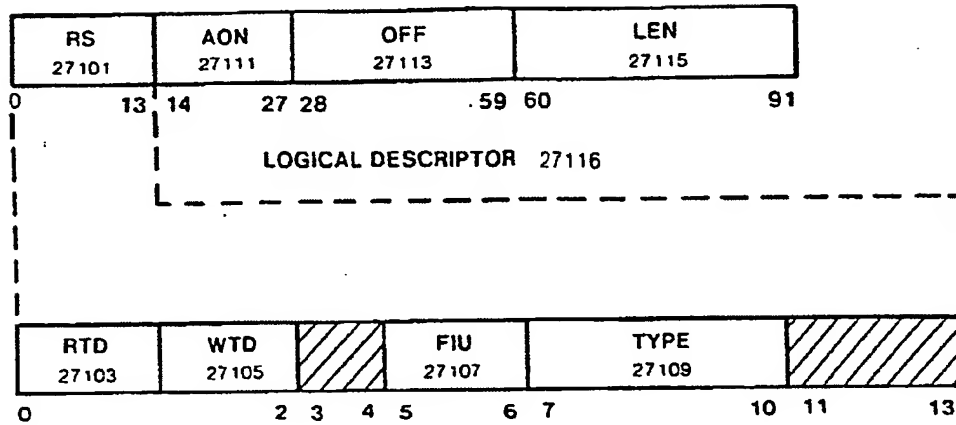 RS AON OFF LEN
27101 27111 27113 27115
0 13 14 27 28 59 60 91
LOGICAL DESCRIPTOR 27116
RTD WTD FIU TYPE
27103 27105 27107 27109
0 2 3 4 5 6 7 10 11 13